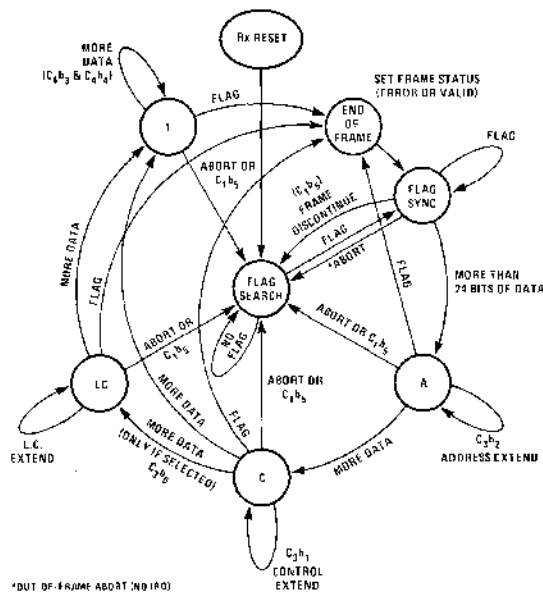 Rx RESET
MORE
DATA
(C₆b₃ & C₄b₄)
FLAG
SET FRAME STATUS
(ERROR OR VALID)
I
END
OF
FRAME
FLAG
ABORT OR
C₁b₅
(C₁b₅)
FRAME
DISCONTINUE
FLAG
SYNC
FLAG
*ABORT
MORE DATA
FLAG
FLAG
SEARCH
FLAG
MORE THAN
24 BITS OF DATA
ABORT OR
C₁b₅
NO
FLAG
ABORT OR C₁b₅
LC
ABORT OR
C₁b₅
A
MORE DATA
FLAG
L.C.
EXTEND
MORE DATA
(ONLY IF SELECTED)
C₃b₀
C
MORE DATA
C₃b₂
ADDRESS EXTEND
C₃b₁
CONTROL
EXTEND
*OUT OF-FRAME ABORT (NO IRQ)